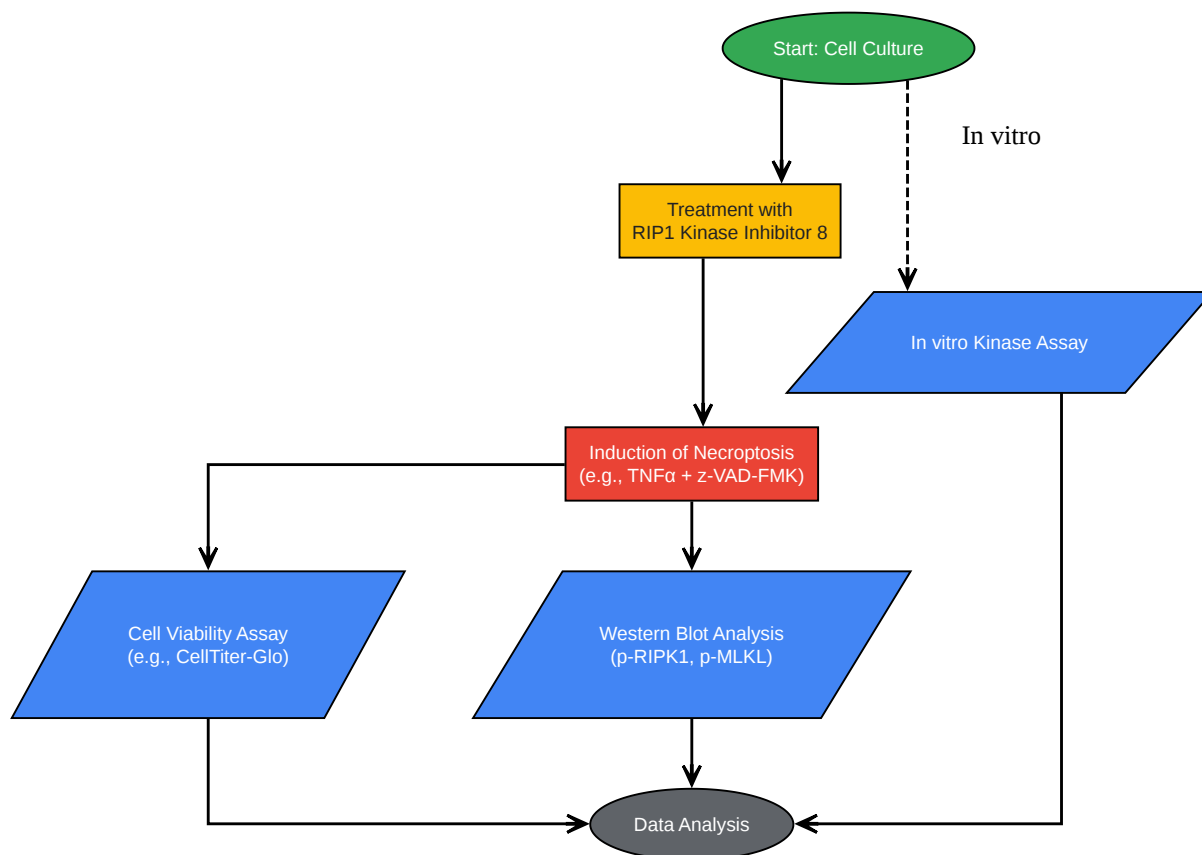 Start: Cell Culture
In vitro
Treatment with
RIP1 Kinase Inhibitor 8
In vitro Kinase Assay
Induction of Necroptosis
(e.g., TNFα + z-VAD-FMK)
Cell Viability Assay
(e.g., CellTiter-Glo)
Western Blot Analysis
(p-RIPK1, p-MLKL)
Data Analysis